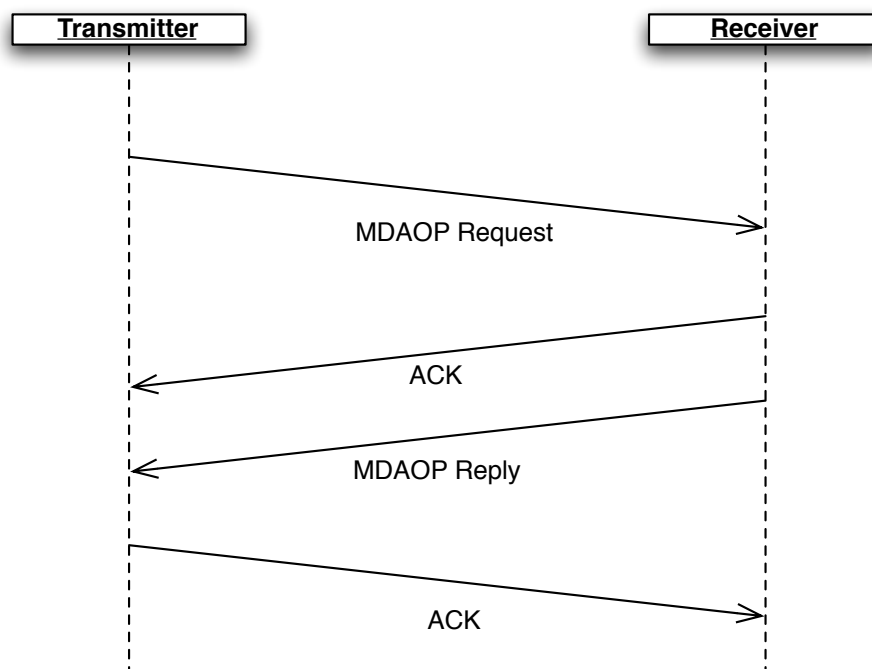 Transmitter
Receiver
MDAOP Request
ACK
MDAOP Reply
ACK